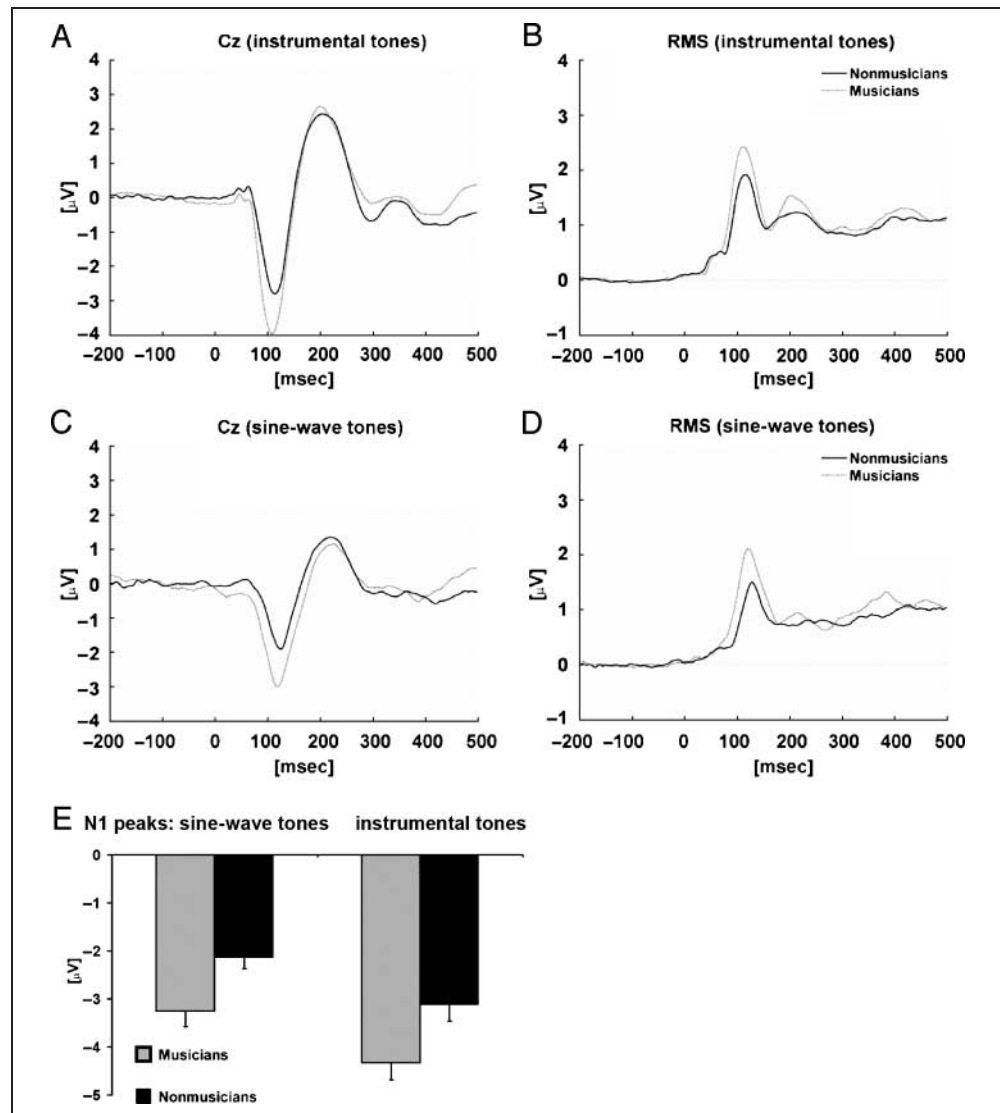 A
Cz (instrumental tones)
4
3
2
1
0
−1
−2
−3
−4
[μV]
−200 −100 0 100 200 300 400 500
[msec]
B
RMS (instrumental tones)
Nonmusicians
Musicians
4
3
2
1
0
−1
[μV]
−200 −100 0 100 200 300 400 500
[msec]
C
Cz (sine-wave tones)
4
3
2
1
0
−1
−2
−3
−4
[μV]
−200 −100 0 100 200 300 400 500
[msec]
D
RMS (sine-wave tones)
Nonmusicians
Musicians
4
3
2
1
0
−1
[μV]
−200 −100 0 100 200 300 400 500
[msec]
E N1 peaks: sine-wave tones instrumental tones
0
−1
−2
−3
−4
−5
[μV]
Musicians
Nonmusicians